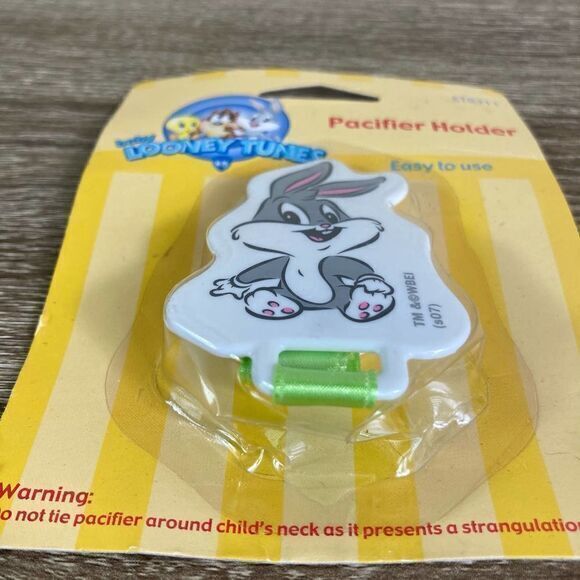 baby
LOONEY TUNES
Pacifier Holder
Easy to use
TM &©WBEI
(s07)
Warning:
Do not tie pacifier around child's neck as it presents a strangulation